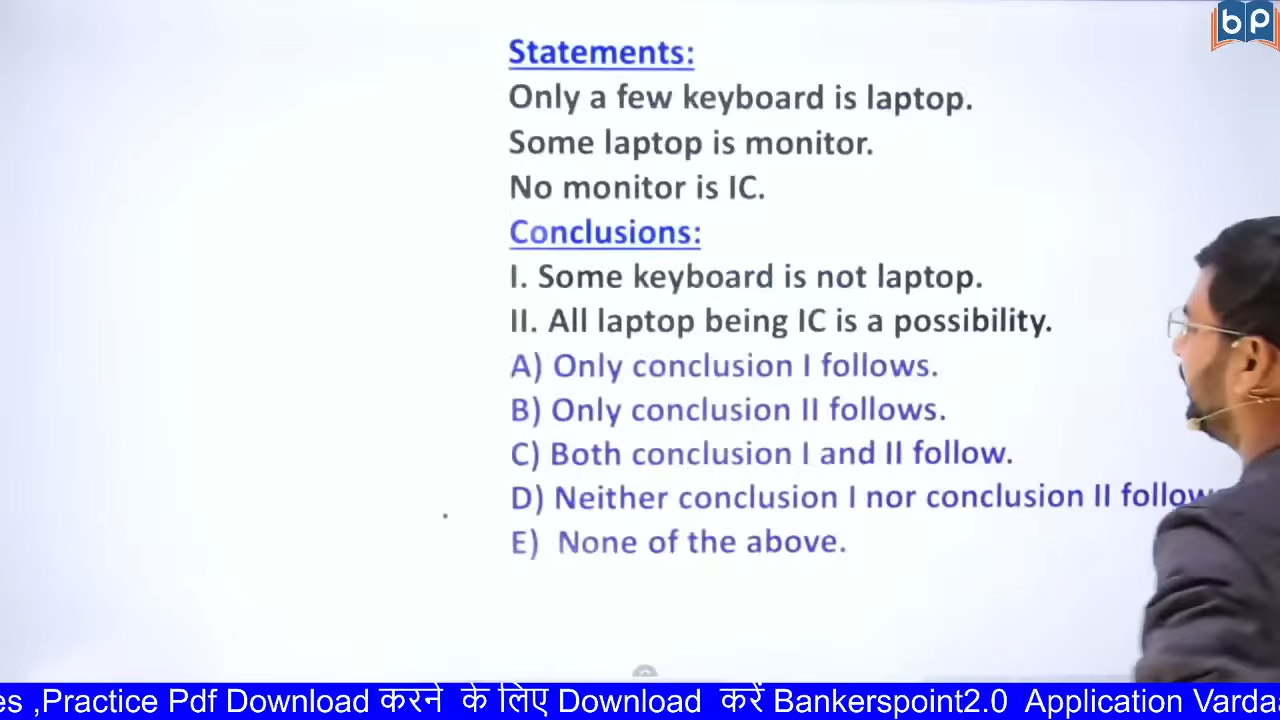 bp
Statements:
Only a few keyboard is laptop.
Some laptop is monitor.
No monitor is IC.
Conclusions:
I. Some keyboard is not laptop.
II. All laptop being IC is a possibility.
A) Only conclusion I follows.
B) Only conclusion II follows.
C) Both conclusion I and II follow.
D) Neither conclusion I nor conclusion II follow
E) None of the above.
es ,Practice Pdf Download करने के लिए Download करें Bankerspoint2.0 Application Varda